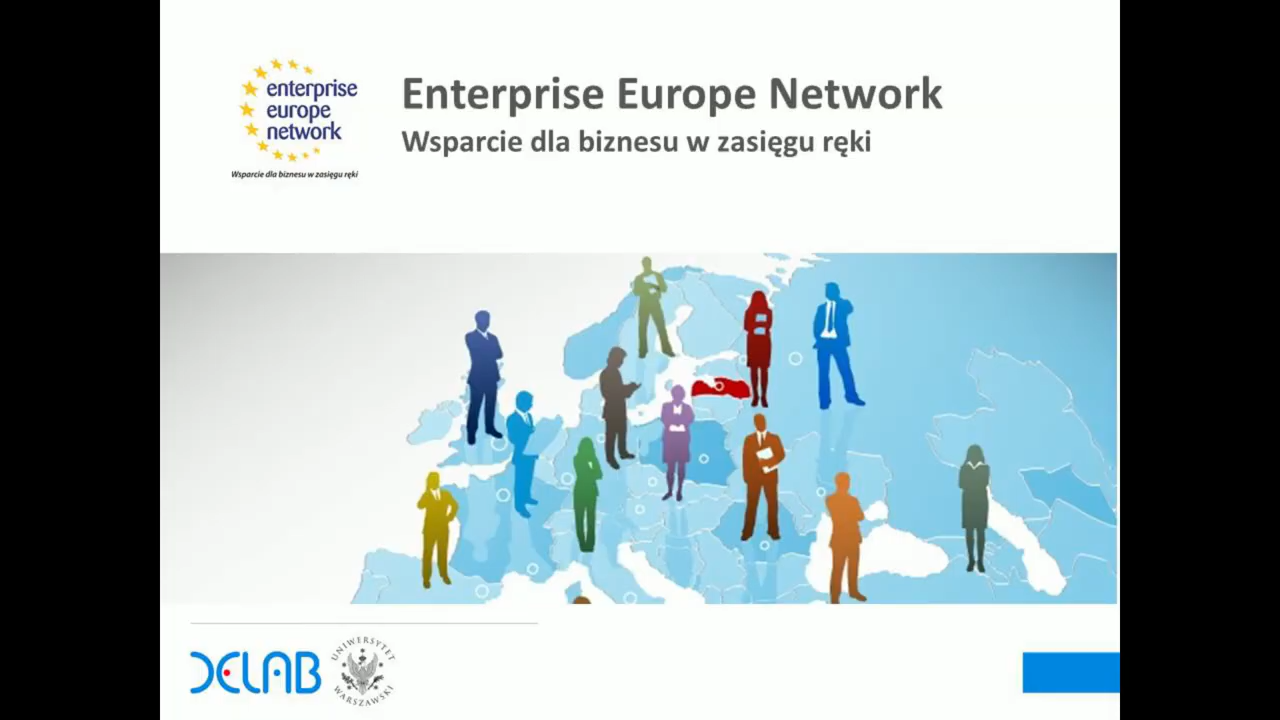 enterprise
europe
network
Wsparcie dla biznesu w zasięgu ręki
Enterprise Europe Network
Wsparcie dla biznesu w zasięgu ręki
DELAB
UNIWERSYTET
WARSZAWSKI